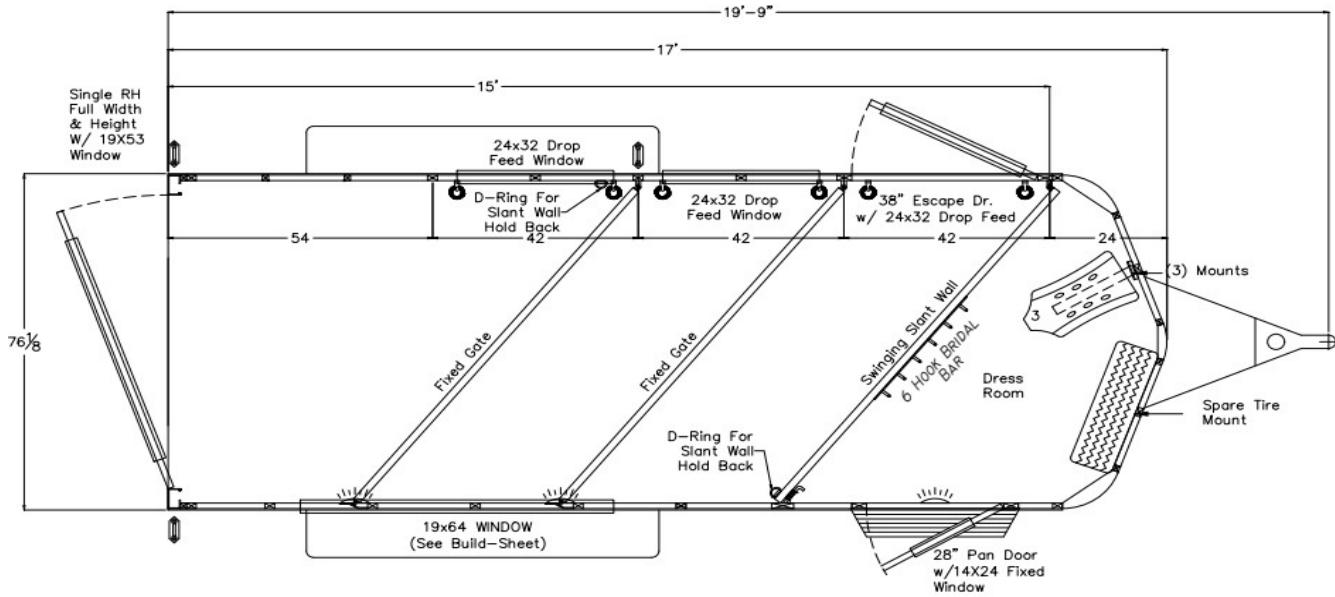 19'-9"
17'
15'
Single RH
Full Width
& Height
W/ 19X53
Window
24x32 Drop
Feed Window
D-Ring For
Slant Wall
Hold Back
24x32 Drop
Feed Window
38" Escape Dr.
w/ 24x32 Drop Feed
54
42
42
42
24
(3) Mounts
3
76 1/8
Fixed Gate
Fixed Gate
Swinging Slant Wall
6 HOOK BRIDAL
BAR
Dress
Room
Spare Tire
Mount
D-Ring For
Slant Wall
Hold Back
19x64 WINDOW
(See Build-Sheet)
28" Pan Door
w/14X24 Fixed
Window